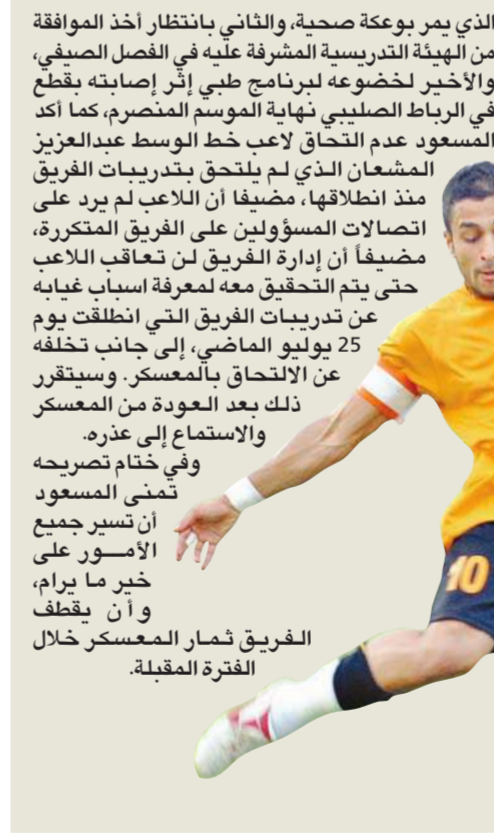 الذي يمر بوعكة صحية، والثاني بانتظار أخذ الموافقة
من الهيئة التدريسية المشرفة عليه في الفصل الصيفي،
والأخير لخضوعه لبرنامج طبي إثر إصابته بقطع
في الرباط الصليبي نهاية الموسم المنصرم، كما أكد
المسعود عدم التحاق لاعب خط الوسط عبدالعزيز
المشعان الذي لم يلتحق بتدريبات الفريق
منذ انطلاقها، مضيفا أن اللاعب لم يرد على
اتصالات المسؤولين على الفريق المتكررة،
مضيفاً أن إدارة الفريق لن تعاقب اللاعب
حتى يتم التحقيق معه لمعرفة اسباب غيابه
عن تدريبات الفريق التي انطلقت يوم
25 يوليو الماضي، إلى جانب تخلفه
عن الالتحاق بالمعسكر. وسيتقرر
ذلك بعد العودة من المعسكر
والاستماع إلى عذره.
وفي ختام تصريحه
تمنى المسعود
أن تسير جميع
الأمـــور على
خير ما يرام،
وأن يقطف
الفريق ثمار المعسكر خلال
الفترة المقبلة.
10